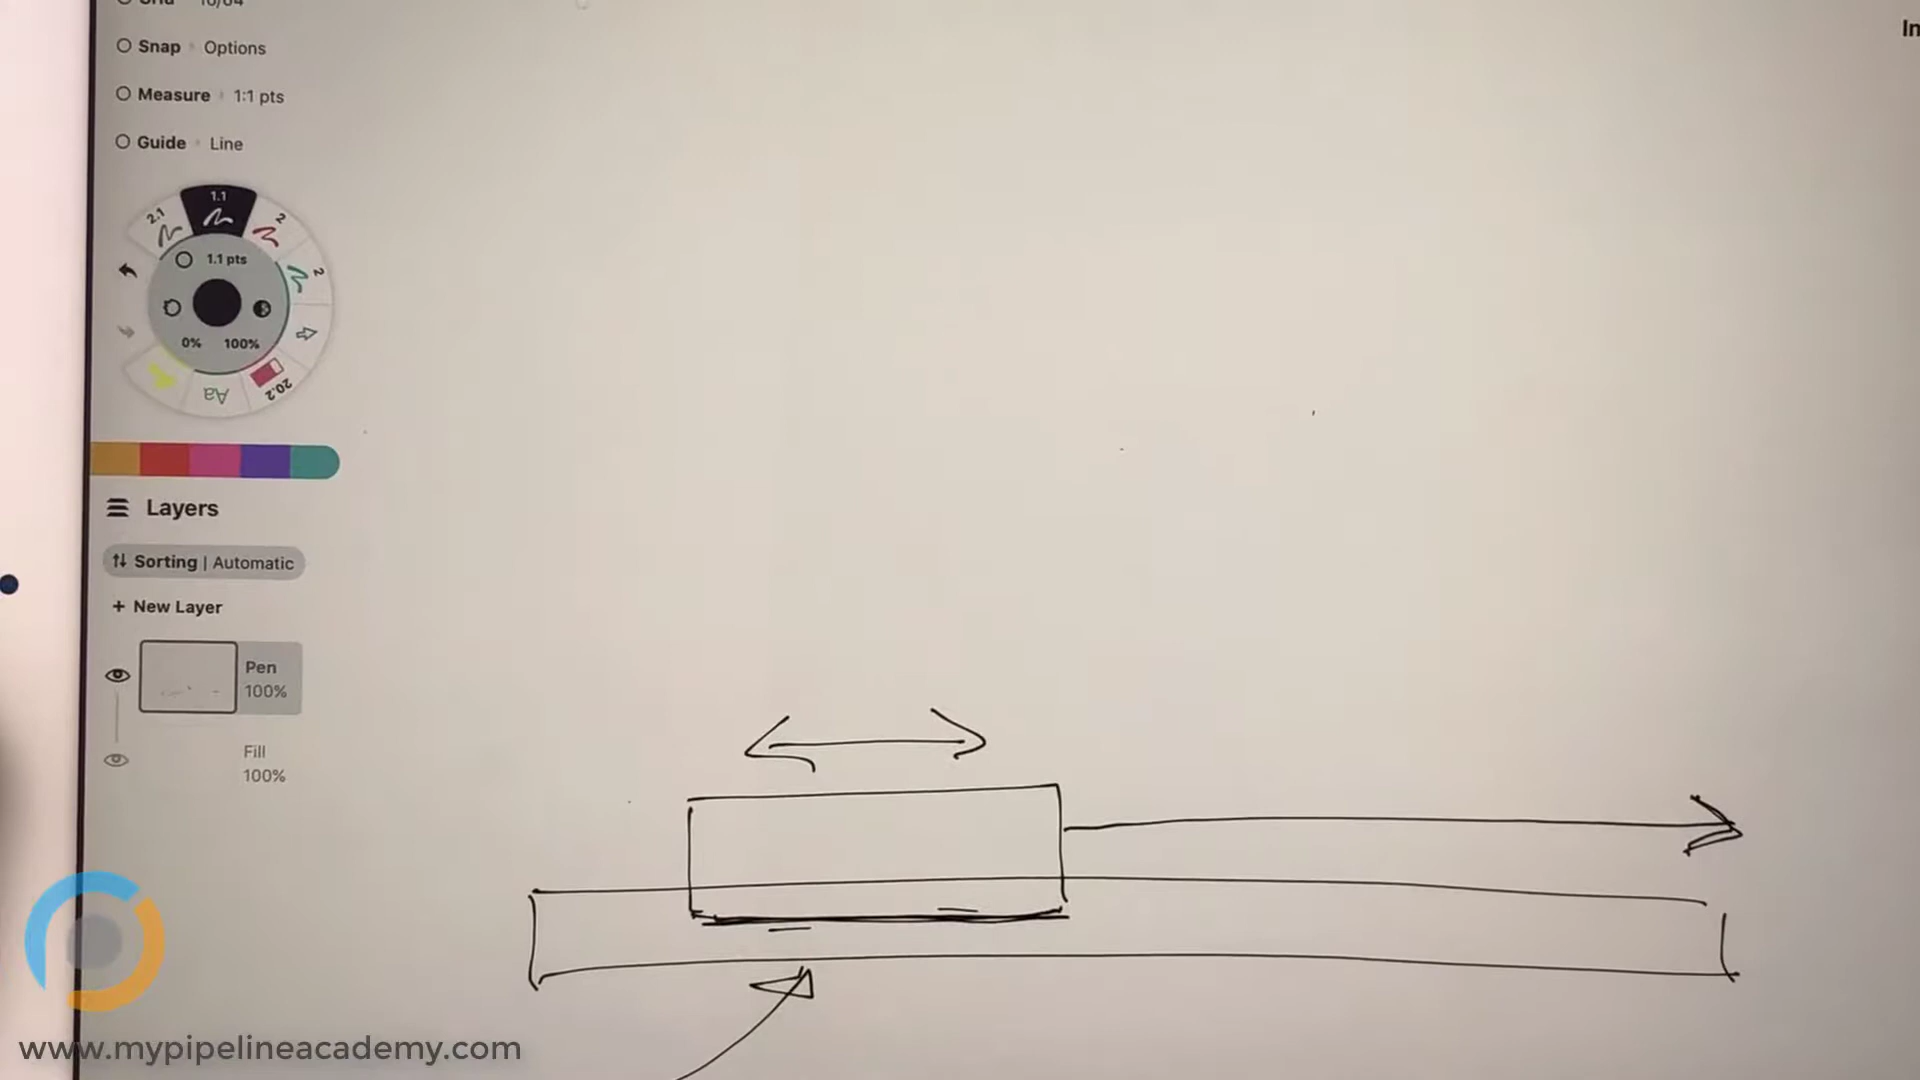 Snap Options
Measure 1:1 pts
Guide Line
1.1
2.1
2
2
1.1 pts
0% 100%
20.2
Aa
Layers
Sorting | Automatic
+ New Layer
Pen
100%
Fill
100%
www.mypipelineacademy.com